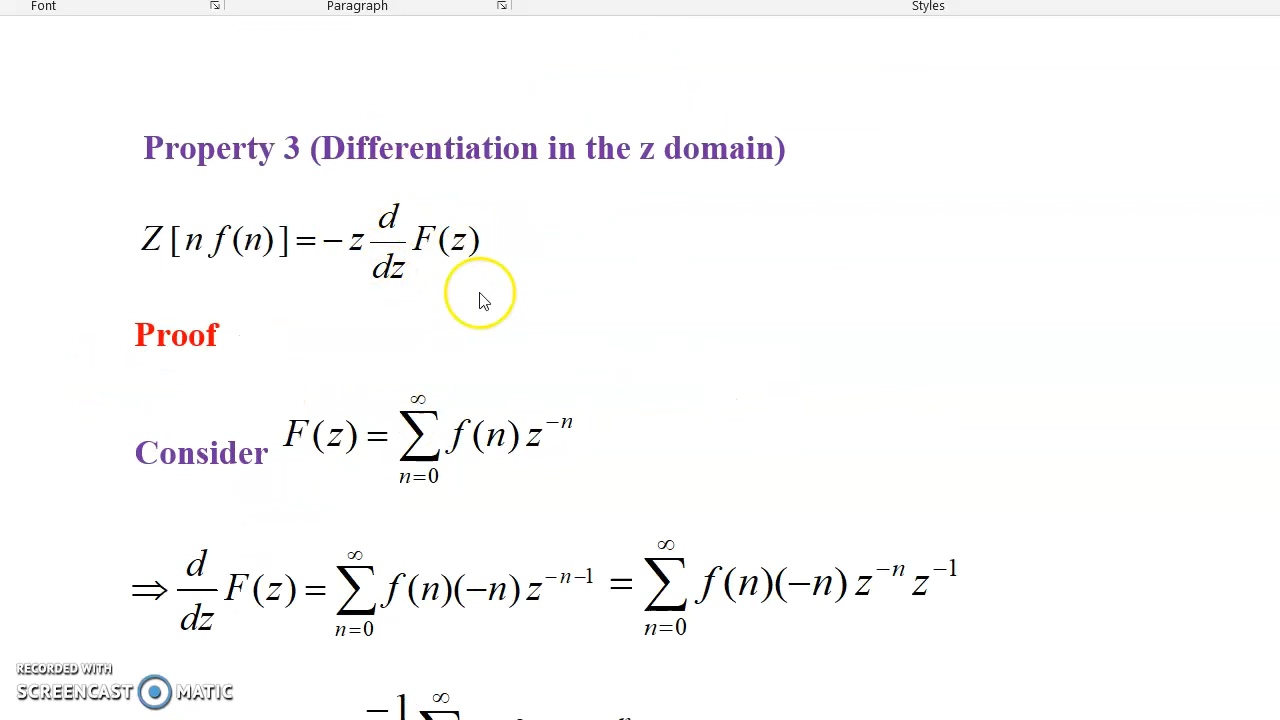 Font Paragraph Styles
Property 3 (Differentiation in the z domain)
Z [ n f (n) ] = − z d/dz F(z)
Proof
Consider F(z) = ∑_{n=0}^{∞} f (n) z^{−n}
⇒ d/dz F(z) = ∑_{n=0}^{∞} f (n)(−n) z^{−n−1} = ∑_{n=0}^{∞} f (n)(−n) z^{−n} z^{−1}
−1 ∞
RECORDED WITH
SCREENCAST MATIC